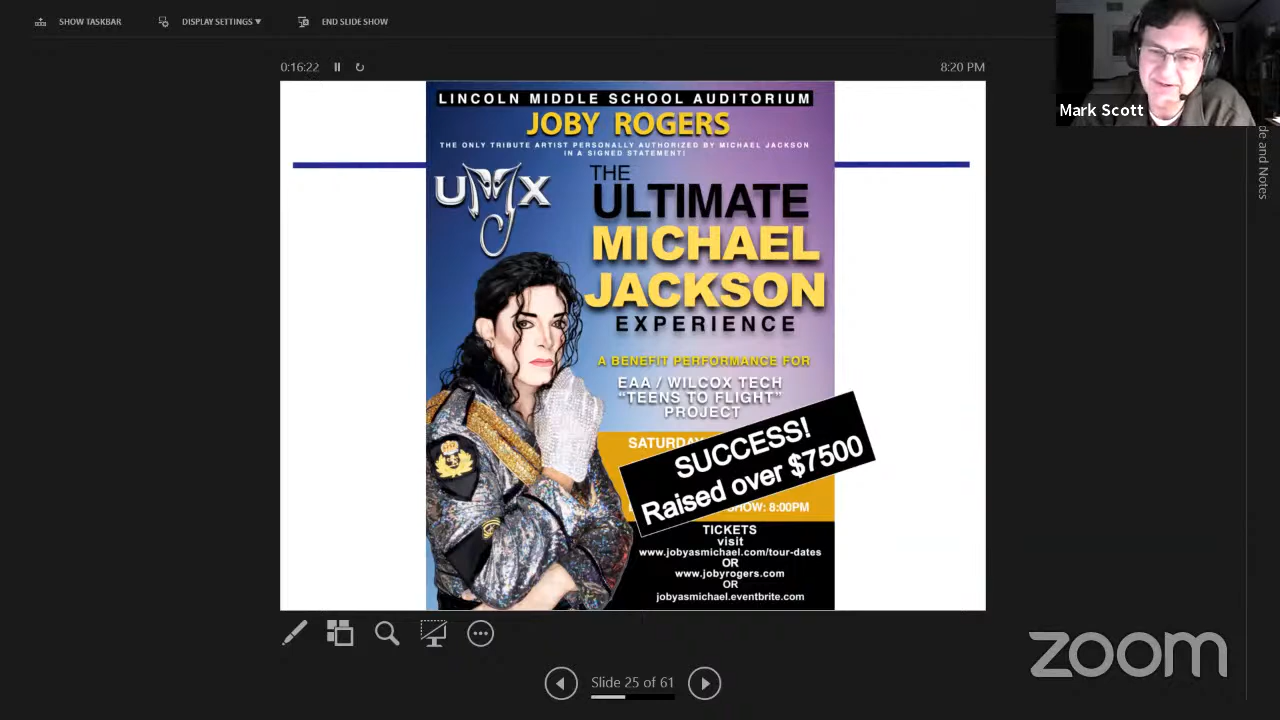 SHOW TASKBAR
DISPLAY SETTINGS
END SLIDE SHOW
Mark Scott
0:16:22
8:20 PM
de and Notes
LINCOLN MIDDLE SCHOOL AUDITORIUM
JOBY ROGERS
THE ONLY TRIBUTE ARTIST PERSONALLY AUTHORIZED BY MICHAEL JACKSON
IN A SIGNED STATEMENT!
UMJX
THE
ULTIMATE
MICHAEL
JACKSON
EXPERIENCE
A BENEFIT PERFORMANCE FOR
EAA / WILCOX TECH
“TEENS TO FLIGHT”
PROJECT
SATURDAY
SUCCESS!
Raised over $7500
SHOW: 8:00PM
TICKETS
visit
www.jobyasmichael.com/tour-dates
OR
www.jobyrogers.com
OR
jobyasmichael.eventbrite.com
Slide 25 of 61
zoom